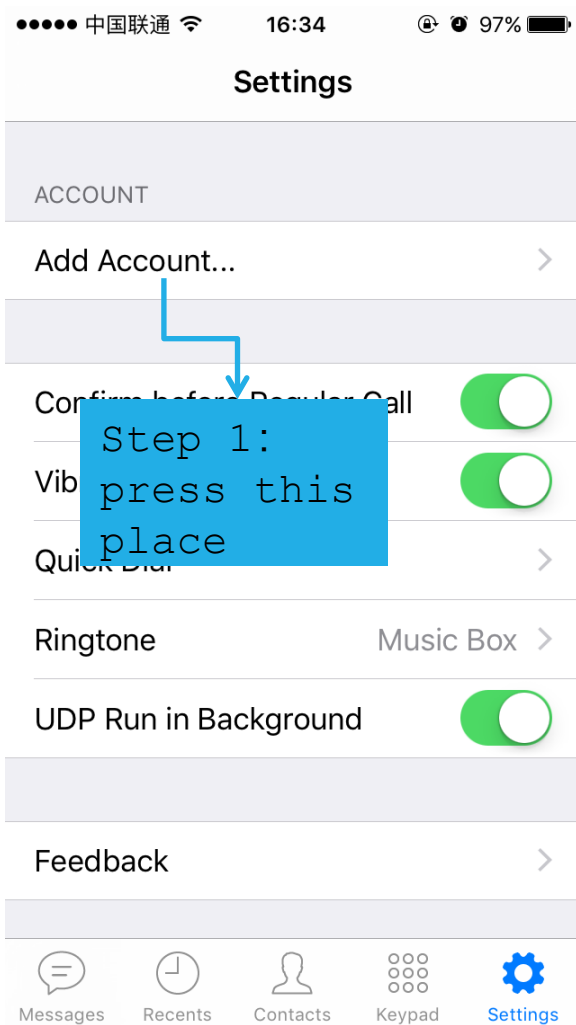 中国联通 16:34 97%
Settings
ACCOUNT
Add Account...
Call
Step 1:
press this
place
Ringtone Music Box
UDP Run in Background
Feedback
Messages Recents Contacts Keypad Settings